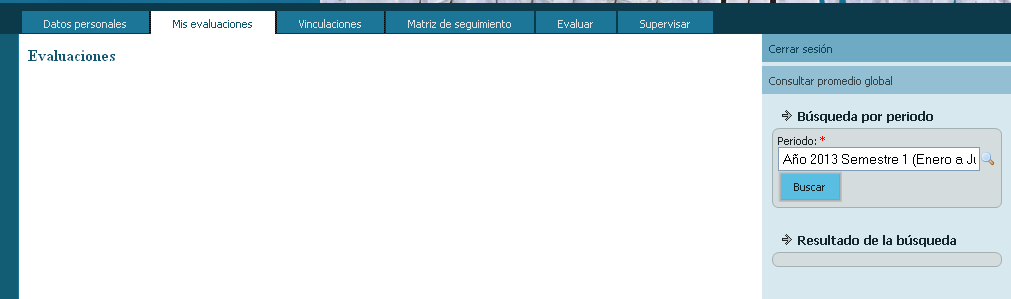 Datos personales
Mis evaluaciones
Vinculaciones
Matriz de seguimiento
Evaluar
Supervisar
Evaluaciones
Cerrar sesión
Consultar promedio global
Búsqueda por periodo
Periodo: *
Año 2013 Semestre 1 (Enero a Ju
Buscar
Resultado de la búsqueda